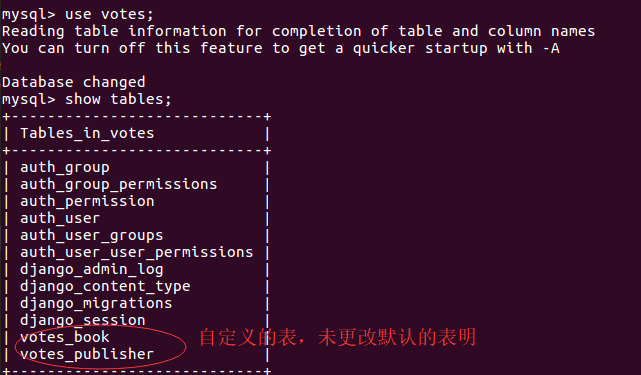 mysql> use votes;
Reading table information for completion of table and column names
You can turn off this feature to get a quicker startup with -A
Database changed
mysql> show tables;
+----------------------------+
| Tables_in_votes            |
+----------------------------+
| auth_group                 |
| auth_group_permissions     |
| auth_permission            |
| auth_user                  |
| auth_user_groups           |
| auth_user_user_permissions |
| django_admin_log           |
| django_content_type        |
| django_migrations          |
| django_session             |
| votes_book                 |
| votes_publisher            |
+----------------------------+
自定义的表，未更改默认的表明